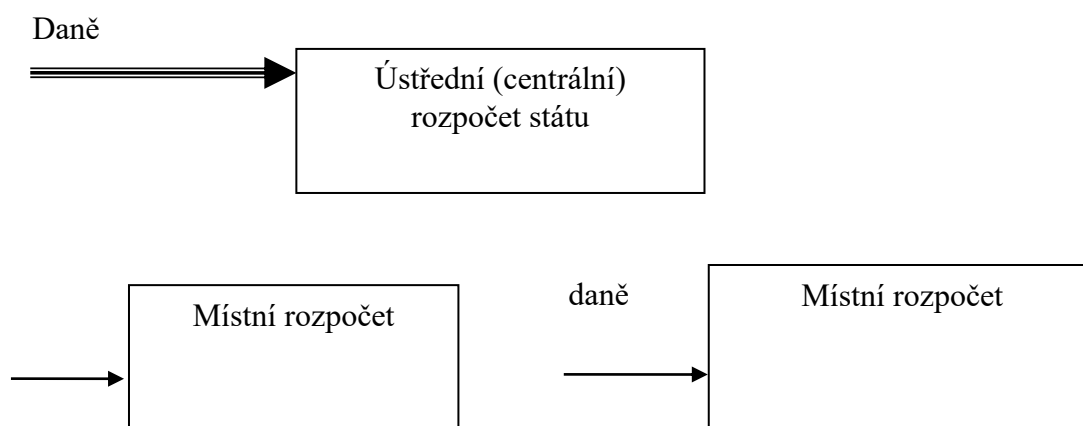 Daně
Ústřední (centrální)
rozpočet státu
Místní rozpočet
daně
Místní rozpočet